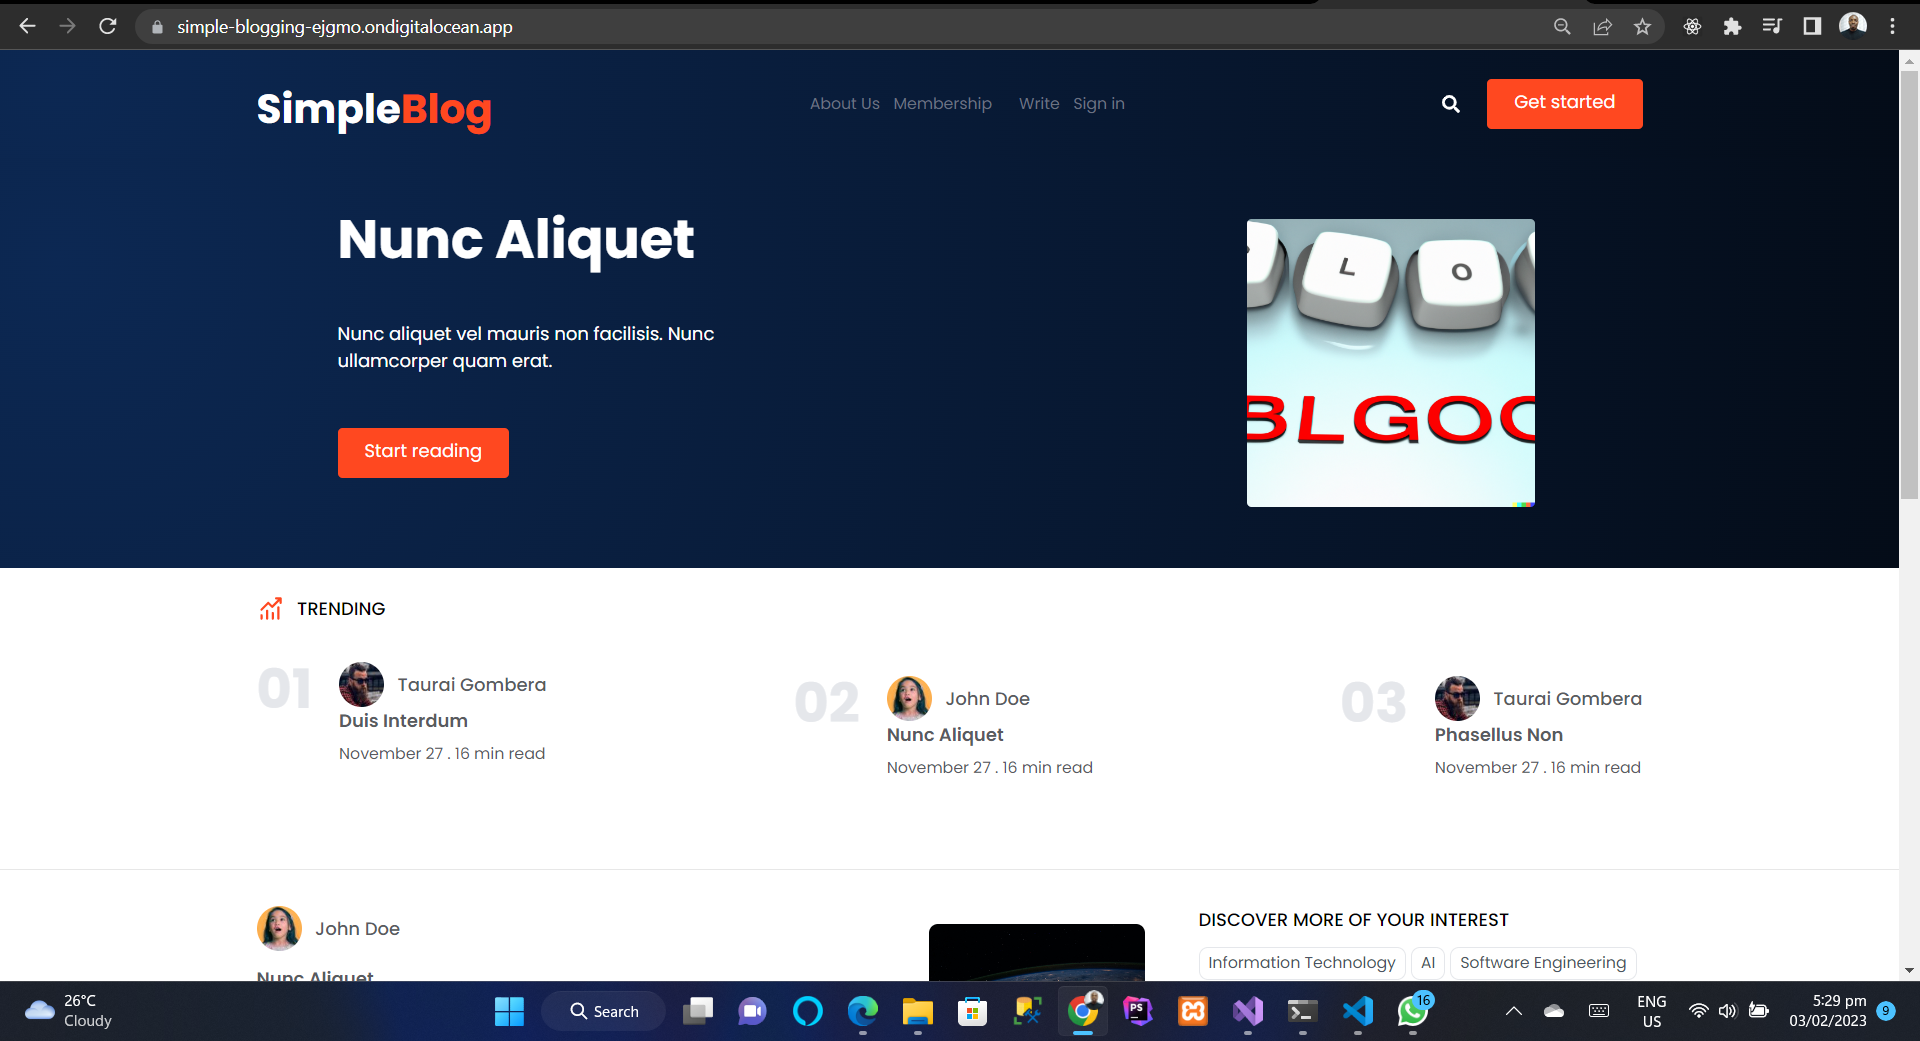 simple-blogging-ejgmo.ondigitalocean.app
SimpleBlog
About Us Membership Write Sign in
Get started
Nunc Aliquet
Nunc aliquet vel mauris non facilisis. Nunc
ullamcorper quam erat.
Start reading
L O
BLGOO
TRENDING
01
Taurai Gombera
Duis Interdum
November 27 . 16 min read
02
John Doe
Nunc Aliquet
November 27 . 16 min read
03
Taurai Gombera
Phasellus Non
November 27 . 16 min read
John Doe
Nunc Aliquet
DISCOVER MORE OF YOUR INTEREST
Information Technology AI Software Engineering
26°C
Cloudy
Search
PS
16
ENG
US
5:29 pm
03/02/2023
9